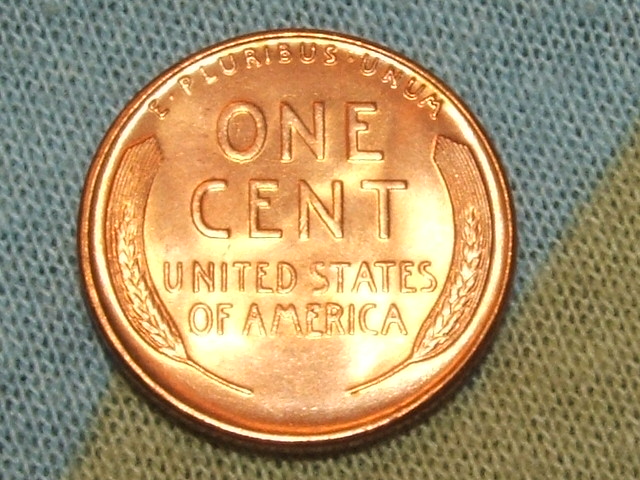 E·PLURIBUS·UNUM
ONE
CENT
UNITED STATES
OF AMERICA